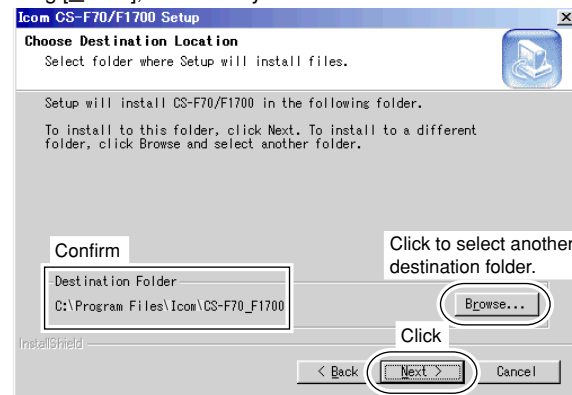 Icom CS-F70/F1700 Setup
Choose Destination Location
Select folder where Setup will install files.
Setup will install CS-F70/F1700 in the following folder.
To install to this folder, click Next. To install to a different
folder, click Browse and select another folder.
Confirm
Click to select another
destination folder.
Destination Folder
C:\Program Files\Icom\CS-F70_F1700
Browse...
Click
InstallShield
< Back
Next >
Cancel